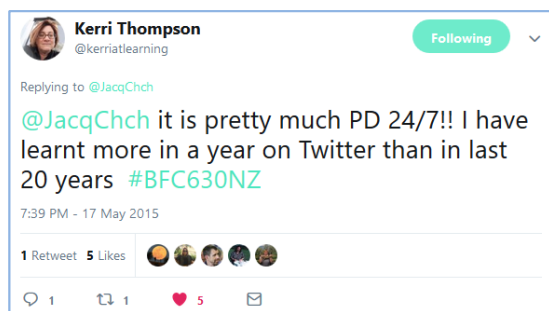 Kerri Thompson
@kerriatlearning
Following
Replying to @JacqChch
@JacqChch it is pretty much PD 24/7!! I have
learnt more in a year on Twitter than in last
20 years #BFC630NZ
7:39 PM - 17 May 2015
1 Retweet 5 Likes
1 1 5